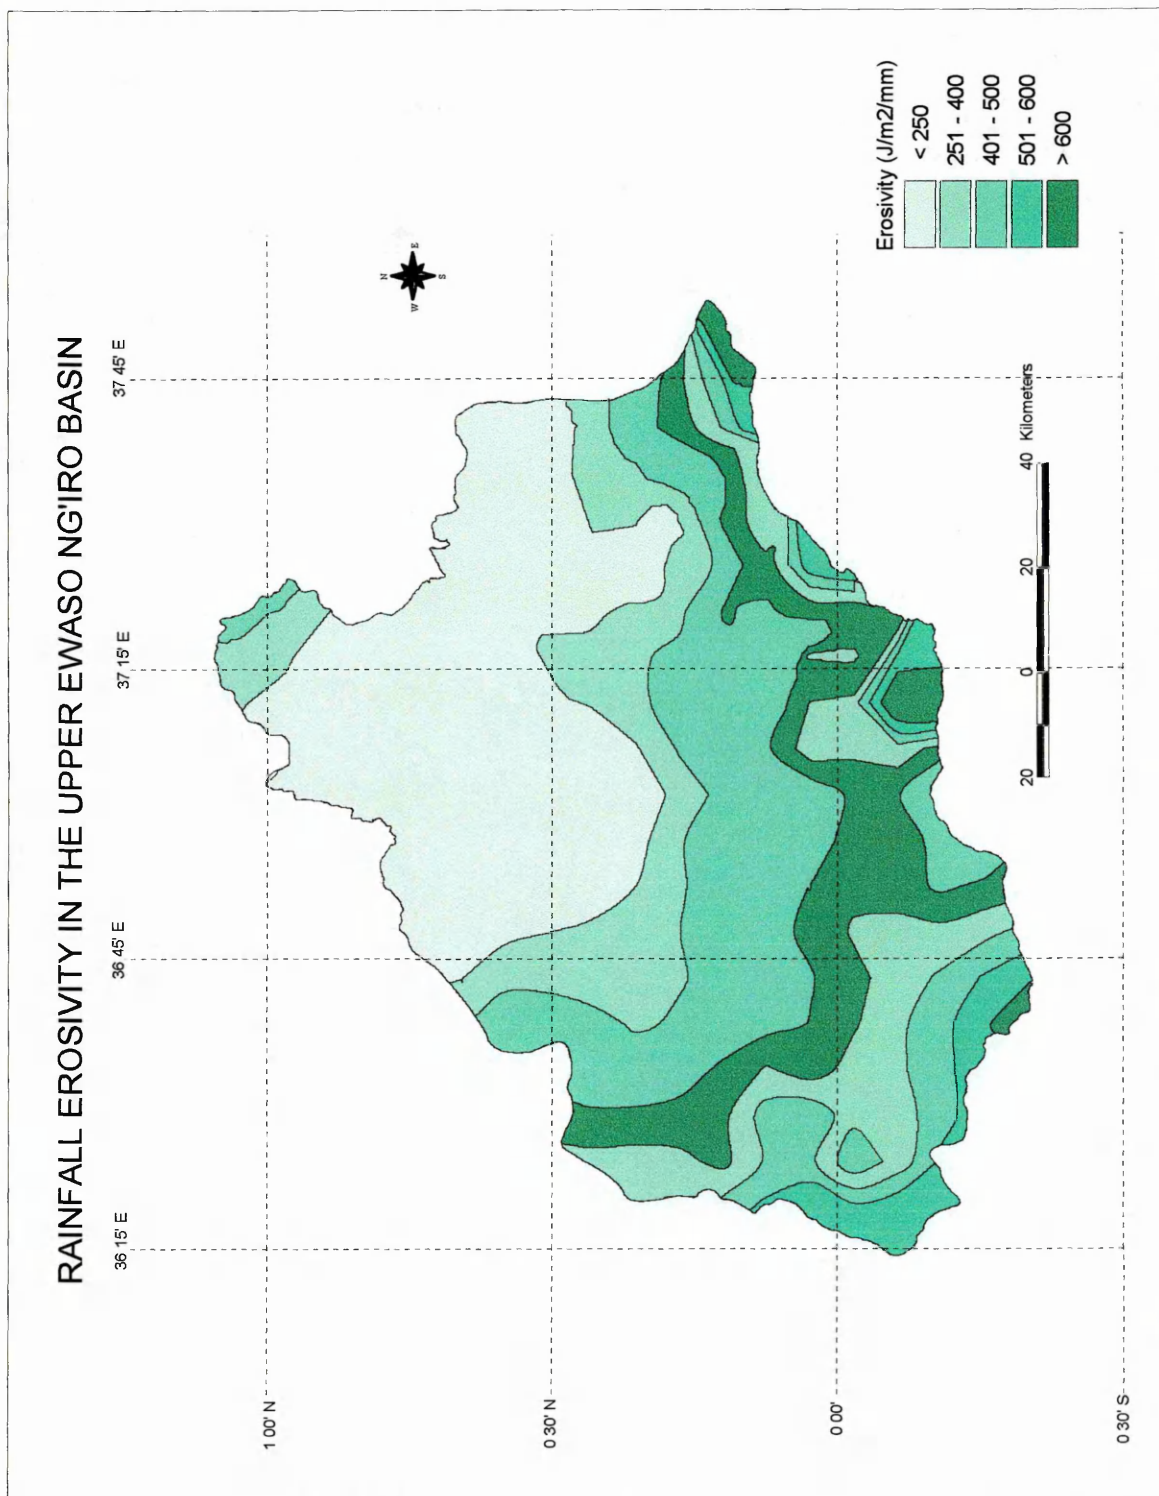 RAINFALL EROSIVITY IN THE UPPER EWASO NG'IRO BASIN
36 15' E
36 45' E
37 15' E
37 45' E
1 00' N
0 30' N
0 00'
0 30' S
N
W
E
S
Erosivity (J/m2/mm)
< 250
251 - 400
401 - 500
501 - 600
> 600
20 0 20 40 Kilometers